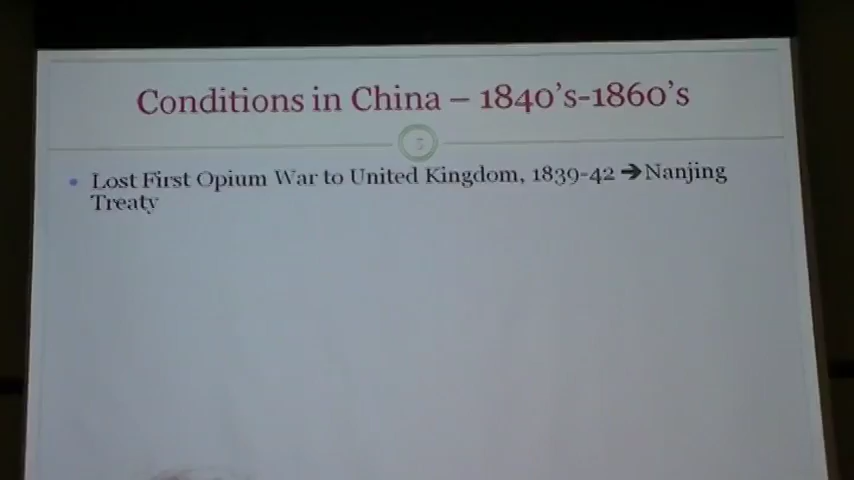 Conditions in China – 1840's-1860's
• Lost First Opium War to United Kingdom, 1839-42 ➔Nanjing
Treaty